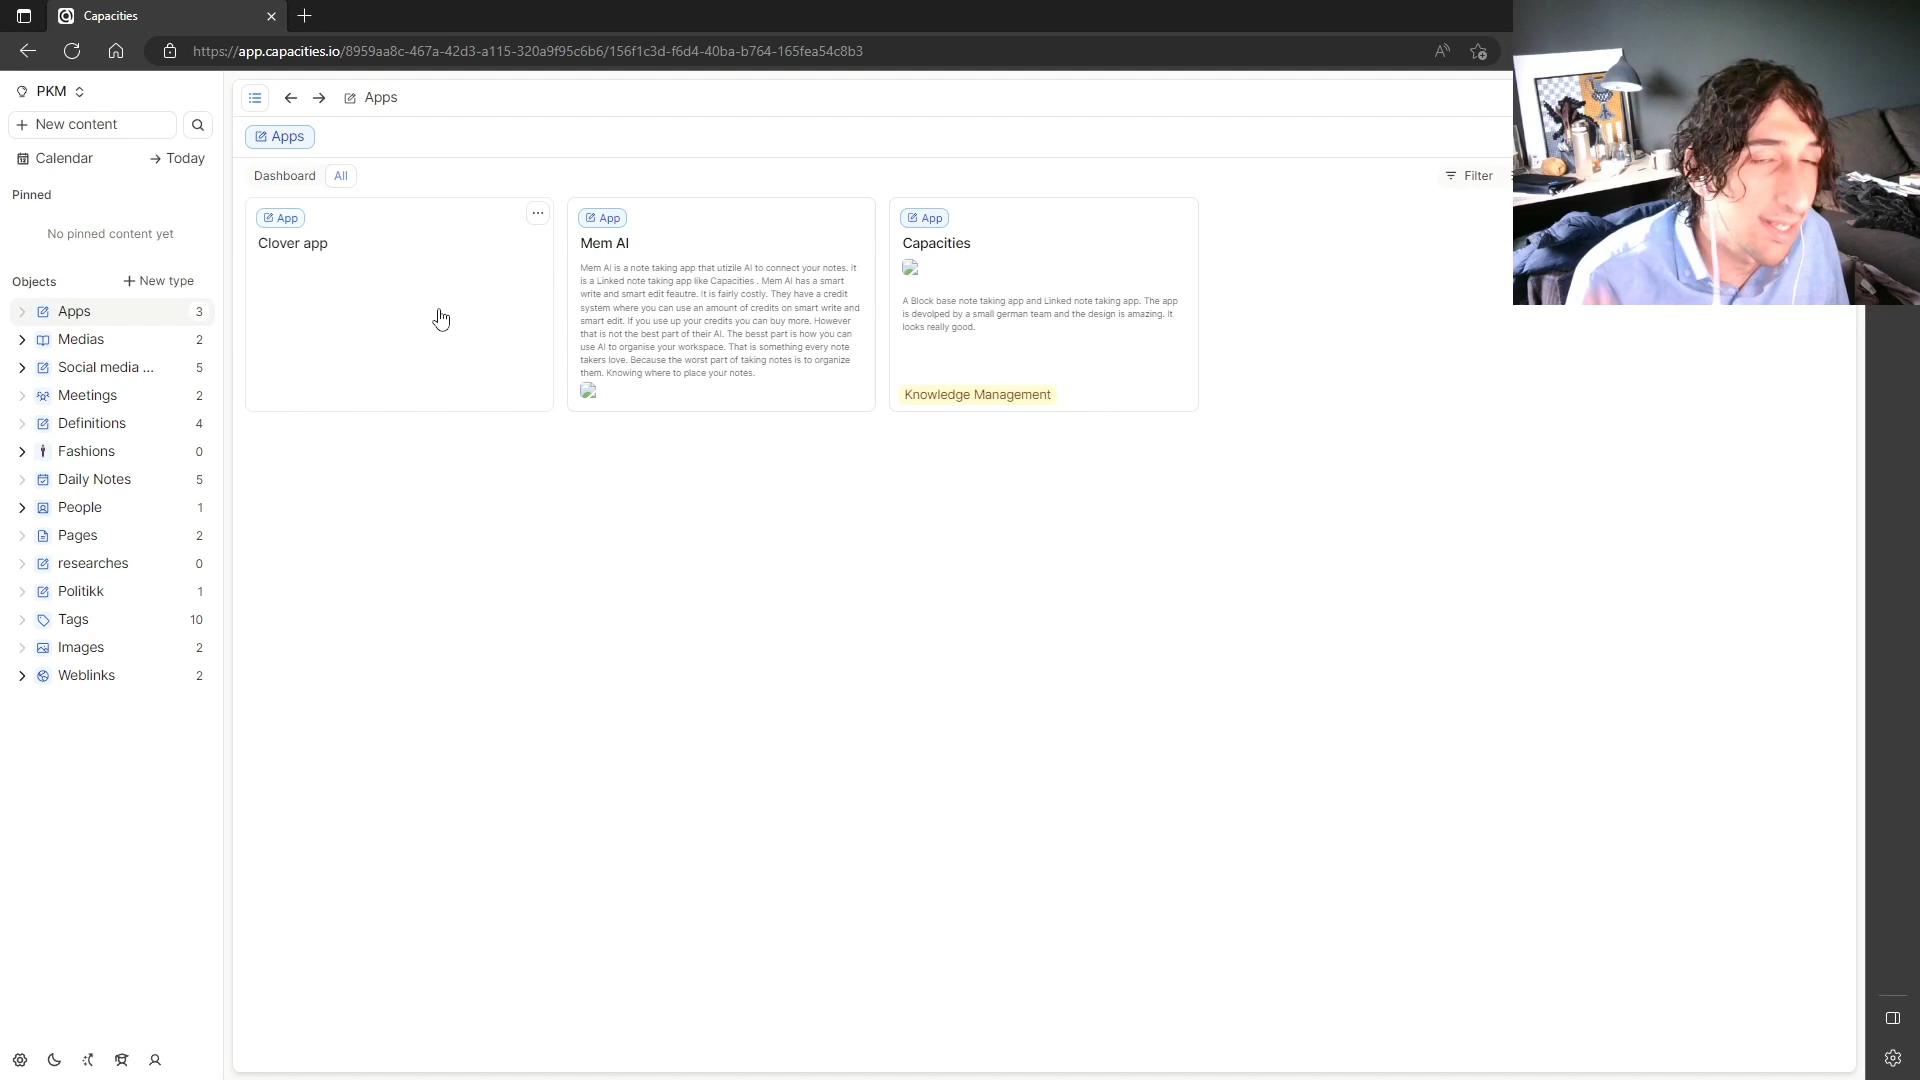 Capacities
https://app.capacities.io/8959aa8c-467a-42d3-a115-320a9f95c6b6/156f1c3d-f6d4-40ba-b764-165fea54c8b3
PKM
New content
Calendar
Today
Pinned
No pinned content yet
Objects
New type
Apps 3
Medias 2
Social media ... 5
Meetings 2
Definitions 4
Fashions 0
Daily Notes 5
People 1
Pages 2
researches 0
Politikk 1
Tags 10
Images 2
Weblinks 2
Apps
Apps
Dashboard
All
Filter
App
Clover app
App
Mem AI
Mem AI is a note taking app that utizile AI to connect your notes. It
is a Linked note taking app like Capacities . Mem AI has a smart
write and smart edit feautre. It is fairly costly. They have a credit
system where you can use an amount of credits on smart write and
smart edit. If you use up your credits you can buy more. However
that is not the best part of their AI. The besst part is how you can
use AI to organise your workspace. That is something every note
takers love. Because the worst part of taking notes is to organize
them. Knowing where to place your notes.
App
Capacities
A Block base note taking app and Linked note taking app. The app
is devolped by a small german team and the design is amazing. It
looks really good.
Knowledge Management